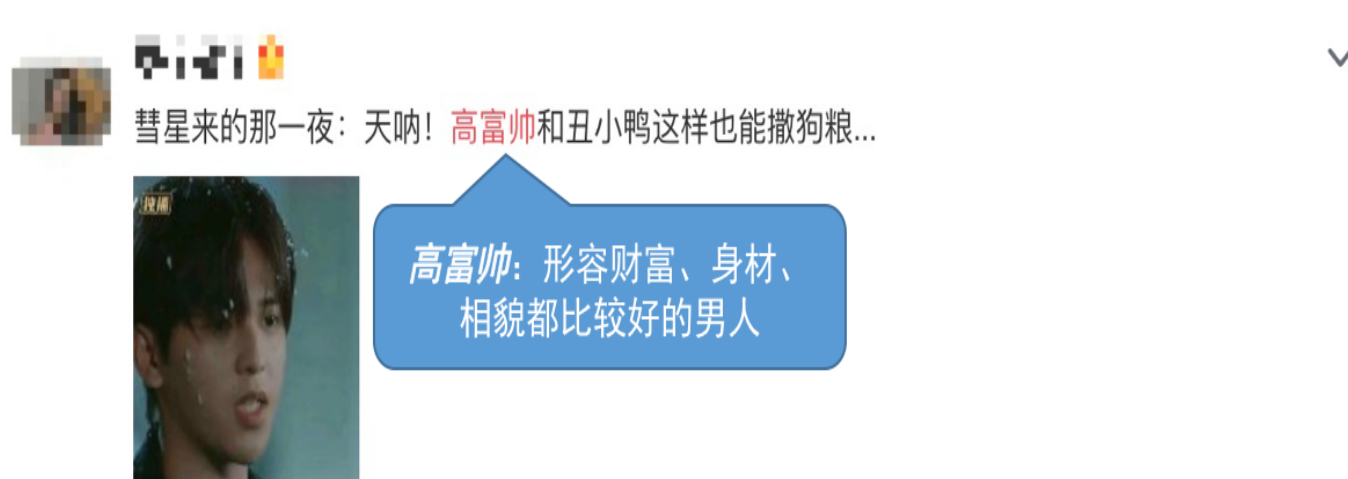 彗星来的那一夜：天呐！高富帅和丑小鸭这样也能撒狗粮...
独播
高富帅：形容财富、身材、
相貌都比较好的男人